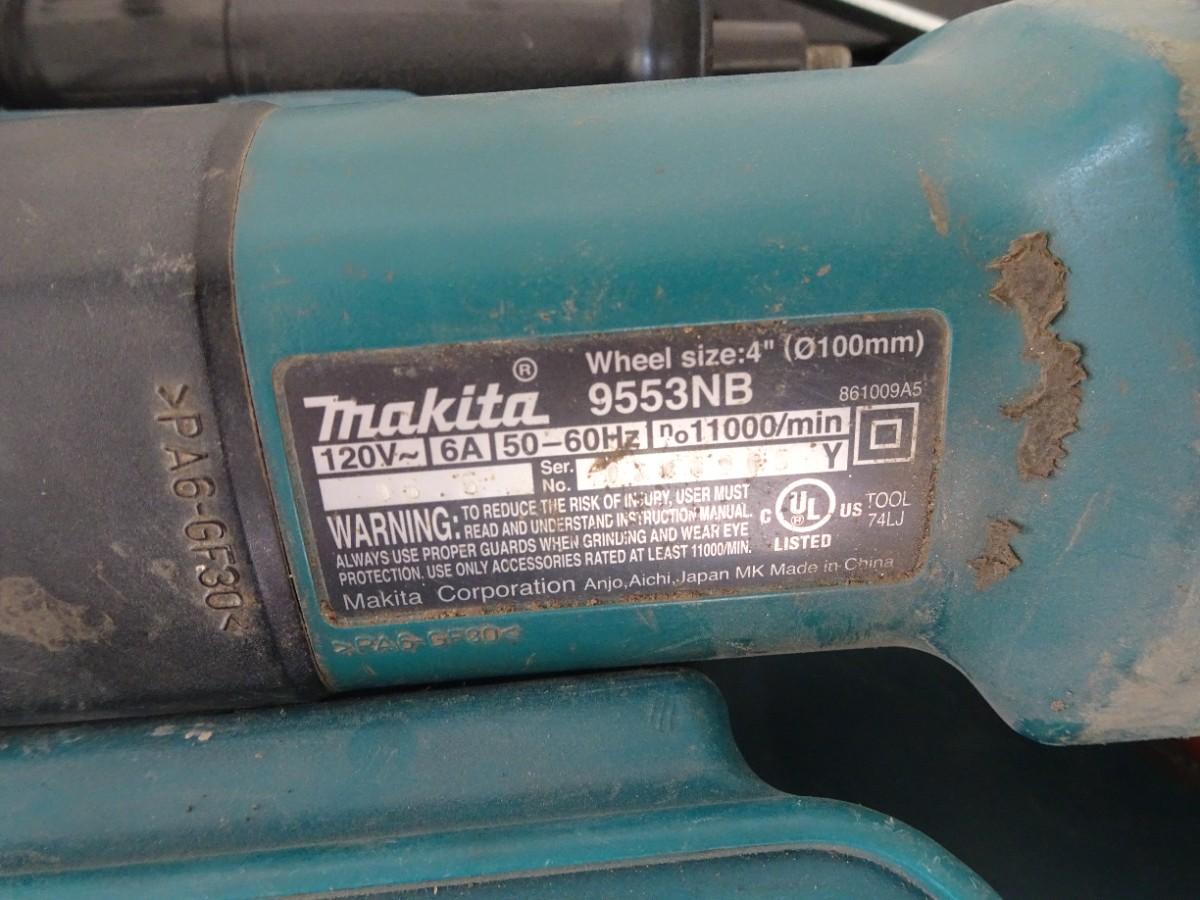 Wheel size:4" (Ø100mm)
makita® 9553NB 861009A5
120V~ 6A 50–60Hz n₀11000/min
Ser. No. Y
WARNING: TO REDUCE THE RISK OF INJURY, USER MUST
READ AND UNDERSTAND INSTRUCTION MANUAL.
ALWAYS USE PROPER GUARDS WHEN GRINDING AND WEAR EYE
PROTECTION. USE ONLY ACCESSORIES RATED AT LEAST 11000/MIN.
C UL ® US
LISTED
TOOL
74LJ
Makita Corporation Anjo,Aichi,Japan MK Made in China
>PA6-GF30<
>PA6-GF30<